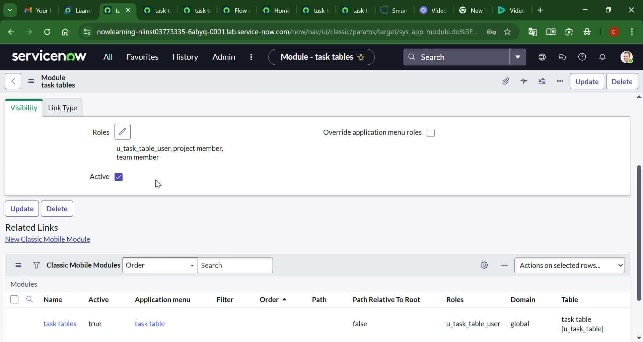 Your I
Learn
t
task t
task t
Flow
Home
task t
task t
Smar
Video
New
Video
nowlearning-nlinst03773335-6ahyq-0001.lab.service-now.com/now/nav/ui/classic/params/target/sys_app_module.do%3F...
servicenow
All Favorites History Admin
Module - task tables
Search
Module
task tables
Update Delete
Visibility Link Type
Roles
Override application menu roles
u_task_table_user, project member,
team member
Active
Update Delete
Related Links
New Classic Mobile Module
Classic Mobile Modules Order Search Actions on selected rows...
Modules
Name Active Application menu Filter Order Path Path Relative To Root Roles Domain Table
task tables true task table false u_task_table_user global task table
[u_task_table]